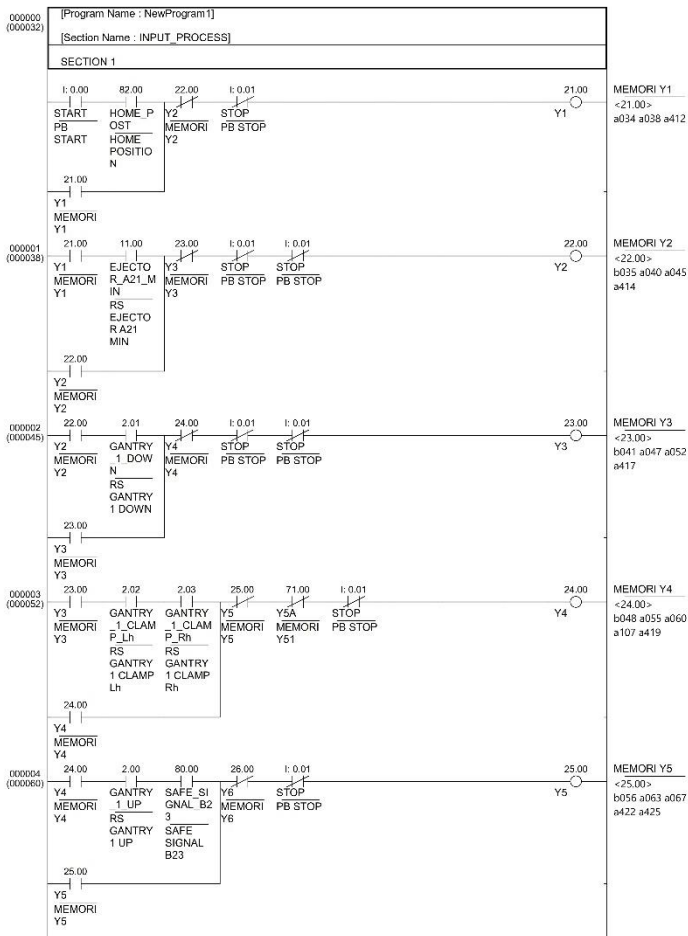 000000
(000032)
[Program Name : NewProgram1]
[Section Name : INPUT_PROCESS]
SECTION 1
I: 0.00 82.00 22.00 I: 0.01 21.00 MEMORI Y1
START HOME_P Y2 STOP Y1 <21.00>
PB OST MEMORI PB STOP a034 a038 a412
START HOME Y2
POSITIO
N
21.00
Y1
MEMORI
Y1
000001
(000038)
21.00 11.00 23.00 I: 0.01 I: 0.01 22.00 MEMORI Y2
Y1 EJECTO Y3 STOP STOP Y2 <22.00>
MEMORI R_A21_M MEMORI PB STOP PB STOP b035 a040 a045
Y1 IN Y3 a414
RS
EJECTO
R A21
MIN
22.00
Y2
MEMORI
Y2
000002
(000045)
22.00 2.01 24.00 I: 0.01 I: 0.01 23.00 MEMORI Y3
Y2 GANTRY Y4 STOP STOP Y3 <23.00>
MEMORI _1_DOW MEMORI PB STOP PB STOP b041 a047 a052
Y2 N Y4 a417
RS
GANTRY
1 DOWN
23.00
Y3
MEMORI
Y3
000003
(000052)
23.00 2.02 2.03 25.00 71.00 I: 0.01 24.00 MEMORI Y4
Y3 GANTRY GANTRY Y5 Y5A STOP Y4 <24.00>
MEMORI _1_CLAM _1_CLAM MEMORI MEMORI PB STOP b048 a055 a060
Y3 P_Lh P_Rh Y5 Y51 a107 a419
RS RS
GANTRY GANTRY
1 CLAMP 1 CLAMP
Lh Rh
24.00
Y4
MEMORI
Y4
000004
(000060)
24.00 2.00 80.00 26.00 I: 0.01 25.00 MEMORI Y5
Y4 GANTRY SAFE_SI Y6 STOP Y5 <25.00>
MEMORI _1_UP GNAL_B2 MEMORI PB STOP b056 a063 a067
Y4 RS 3 Y6 a422 a425
GANTRY SAFE
1 UP SIGNAL
B23
25.00
Y5
MEMORI
Y5